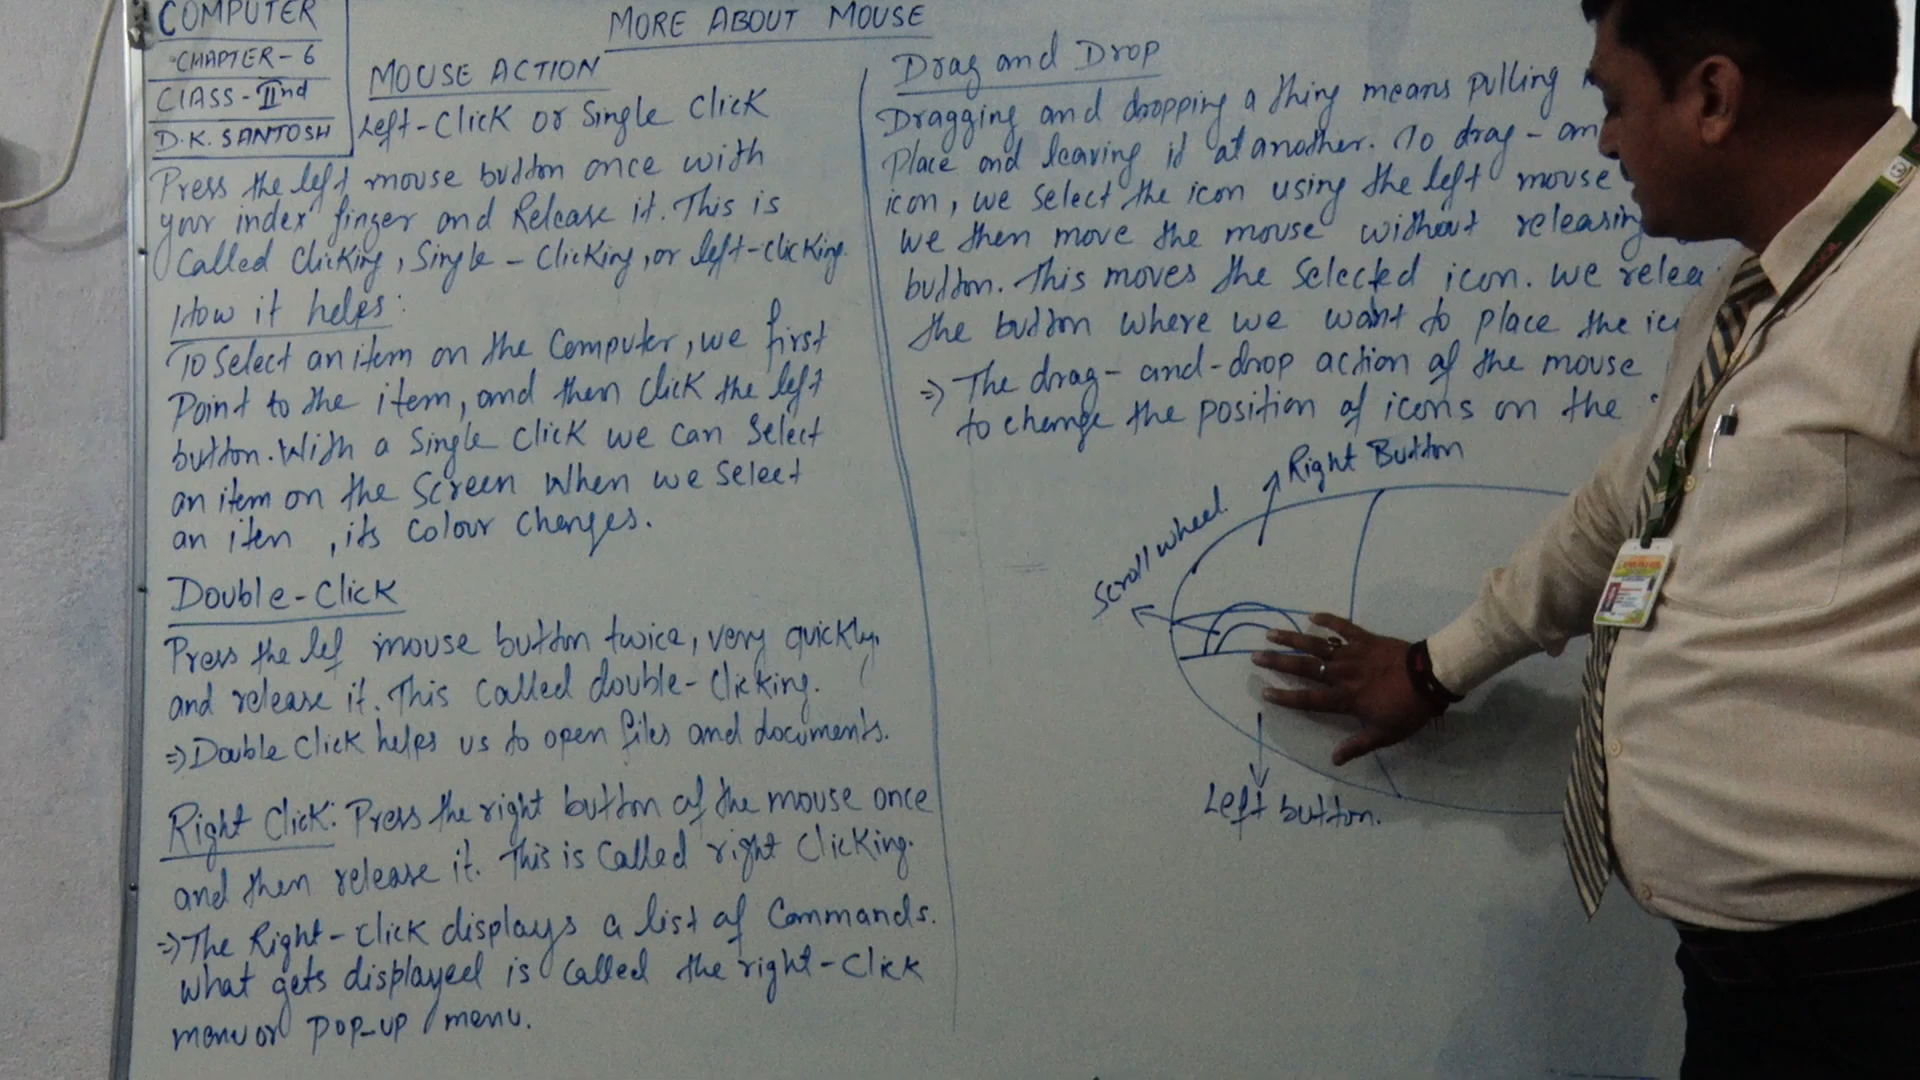 COMPUTER
CHAPTER-6
CLASS-IInd
D.K. SANTOSH
MORE ABOUT MOUSE
MOUSE ACTION
Left-Click or Single Click
Press the left mouse button once with
your index finger and Release it. This is
Called Clicking, Single-Clicking, or left-clicking.
How it helps:
To Select an item on the Computer, we first
Point to the item, and then Click the left
button. With a Single Click we can Select
an item on the Screen When we Select
an iten, its Colour Changes.
Double-Click
Press the lef mouse button twice, very quickly,
and release it. This Called double-Clicking.
⇒ Double Click helps us to open files and documents.
Right Click: Press the right button of the mouse once
and then release it. This is Called right Clicking.
⇒ The Right-Click displays a list of Commands.
what gets displayed is Called the right-Click
menu or pop-up menu.
Drag and Drop
Dragging and dropping a thing means pulling
Place and leaving it at another. To drag-an
icon, we Select the icon using the left mouse
we then move the mouse without releasing
button. This moves the Selected icon. we relea
the button where we want to place the ic
⇒ The drag-and-drop action of the mouse
to change the position of icons on the
Right Button
Scroll wheel.
Left button.